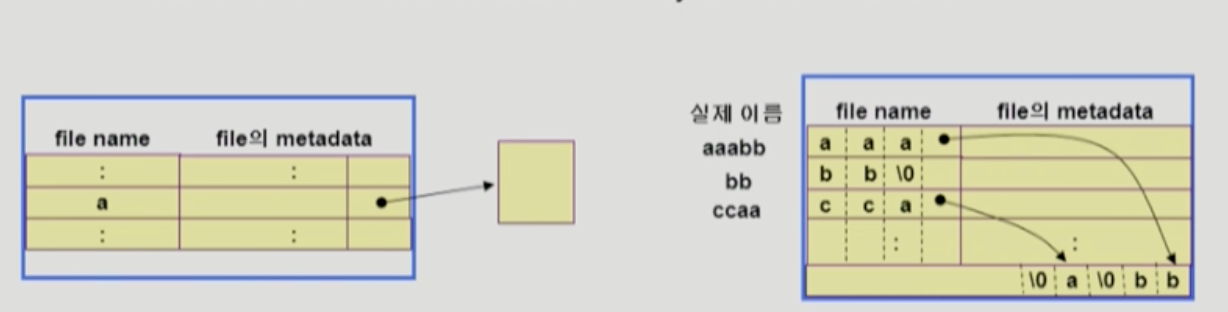 file name file의 metadata
: :
a
: :
실제 이름 file name file의 metadata
aaabb a a a
bb b b \0
ccaa c c a
: :
\0 a \0 b b